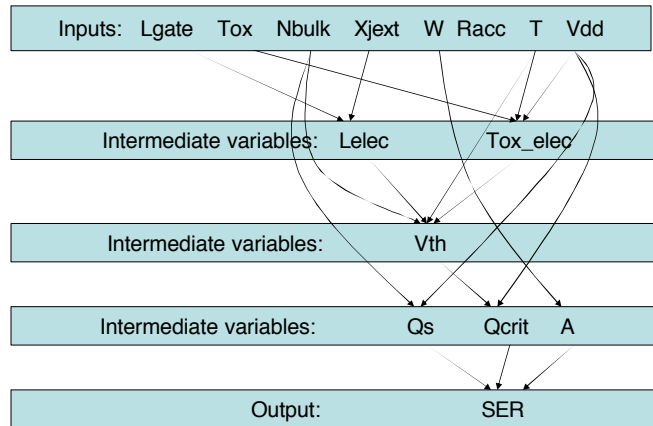 Inputs: Lgate Tox Nbulk Xjext W Racc T Vdd
Intermediate variables: Lelec Tox_elec
Intermediate variables: Vth
Intermediate variables: Qs Qcrit A
Output: SER